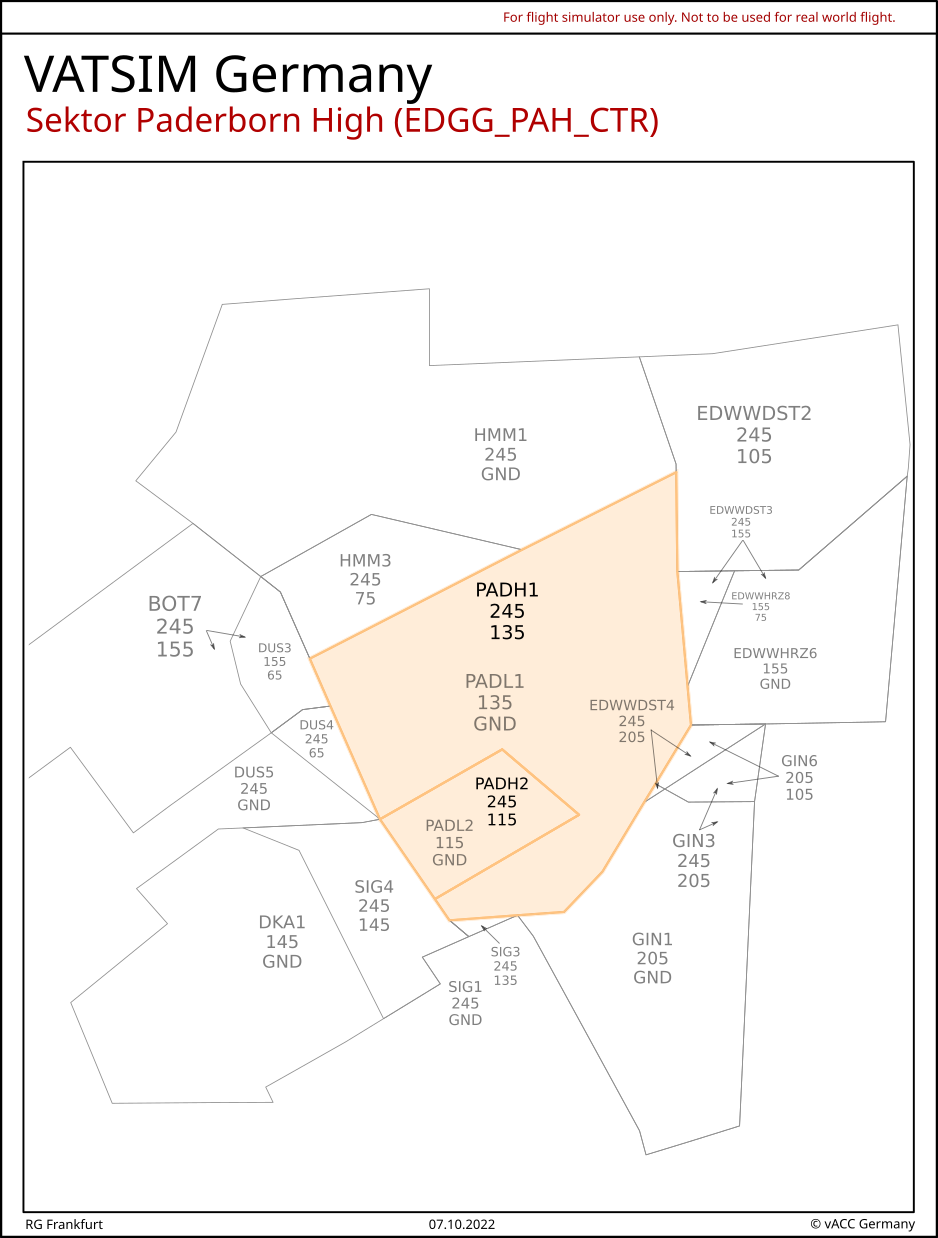 For flight simulator use only. Not to be used for real world flight.
VATSIM Germany
Sektor Paderborn High (EDGG_PAH_CTR)
EDWWDST2
245
105
HMM1
245
GND
EDWWDST3
245
155
HMM3
245
75
PADH1
245
135
EDWWHRZ8
155
75
BOT7
245
155
DUS3
155
65
EDWWHRZ6
155
GND
PADL1
135
GND
EDWWDST4
245
205
DUS4
245
65
GIN6
205
105
DUS5
245
GND
PADH2
245
115
PADL2
115
GND
GIN3
245
205
SIG4
245
145
DKA1
145
GND
GIN1
205
GND
SIG3
245
135
SIG1
245
GND
RG Frankfurt
07.10.2022
© vACC Germany